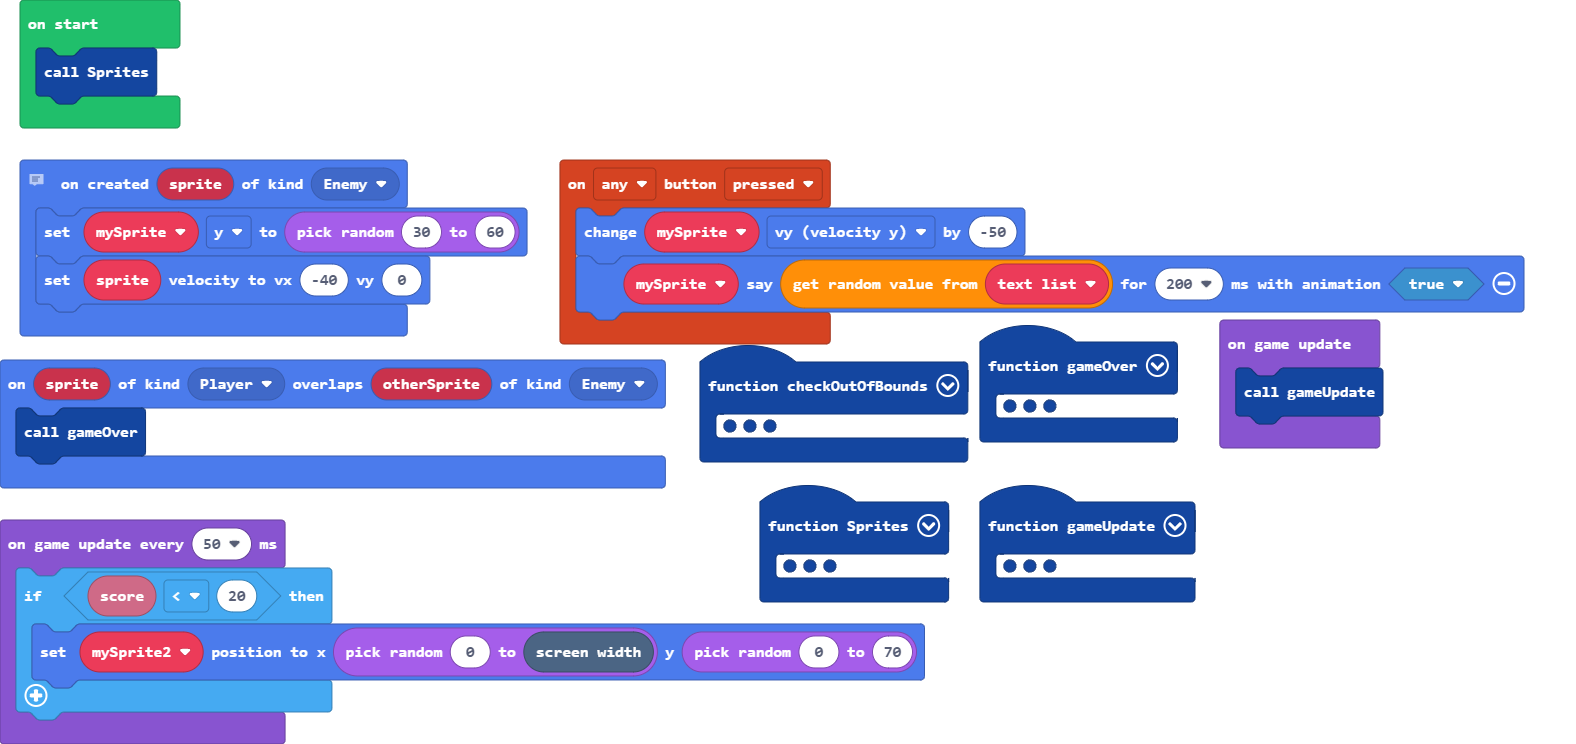 on start
call Sprites
on created sprite of kind Enemy
set mySprite y to pick random 30 to 60
set sprite velocity to vx -40 vy 0
on any button pressed
change mySprite vy (velocity y) by -50
mySprite say get random value from text list for 200 ms with animation true
on sprite of kind Player overlaps otherSprite of kind Enemy
call gameOver
function checkOutOfBounds
function gameOver
on game update
call gameUpdate
function Sprites
function gameUpdate
on game update every 50 ms
if score < 20 then
set mySprite2 position to x pick random 0 to screen width y pick random 0 to 70